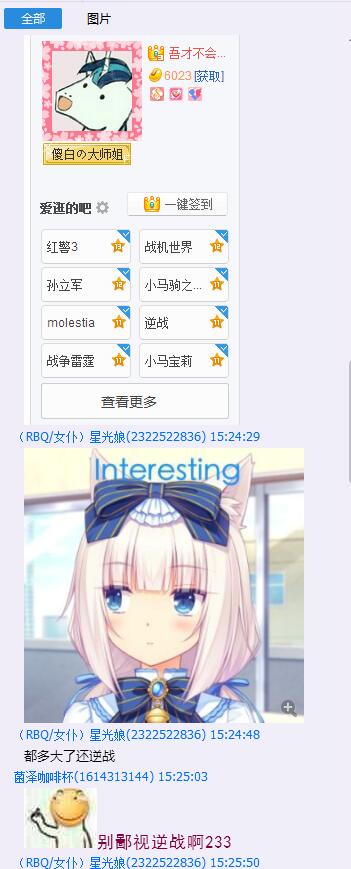 全部 图片
吾才不会...
6023 [获取]
傻白の大师姐
爱逛的吧 一键签到
红警3 战机世界
孙立军 小马驹之...
molestia 逆战
战争雷霆 小马宝莉
查看更多
（RBQ/女仆）星光娘(2322522836) 15:24:29
Interesting
（RBQ/女仆）星光娘(2322522836) 15:24:48
都多大了还逆战
菌泽咖啡杯(1614313144) 15:25:03
别鄙视逆战啊233
（RBQ/女仆）星光娘(2322522836) 15:25:50